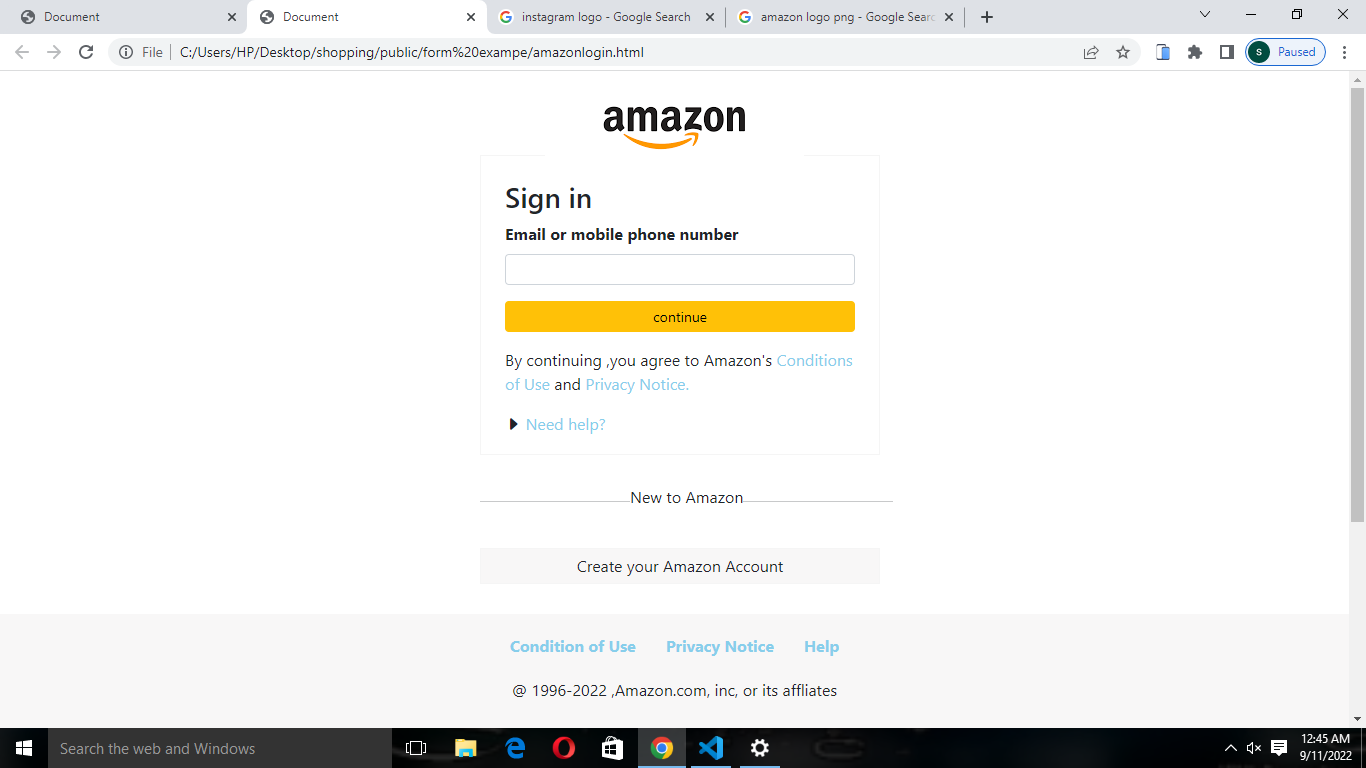 Document
Document
instagram logo - Google Search
amazon logo png - Google Searc
File
C:/Users/HP/Desktop/shopping/public/form%20exampe/amazonlogin.html
S
Paused
amazon
Sign in
Email or mobile phone number
continue
By continuing ,you agree to Amazon's Conditions
of Use and Privacy Notice.
Need help?
New to Amazon
Create your Amazon Account
Condition of Use Privacy Notice Help
@ 1996-2022 ,Amazon.com, inc, or its affliates
Search the web and Windows
12:45 AM
9/11/2022